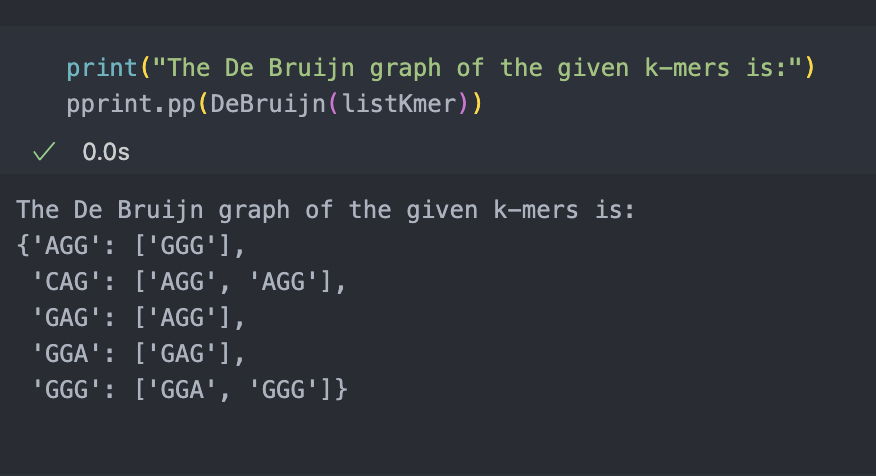 print("The De Bruijn graph of the given k-mers is:")
pprint.pp(DeBruijn(listKmer))
✓ 0.0s
The De Bruijn graph of the given k-mers is:
{'AGG': ['GGG'],
 'CAG': ['AGG', 'AGG'],
 'GAG': ['AGG'],
 'GGA': ['GAG'],
 'GGG': ['GGA', 'GGG']}